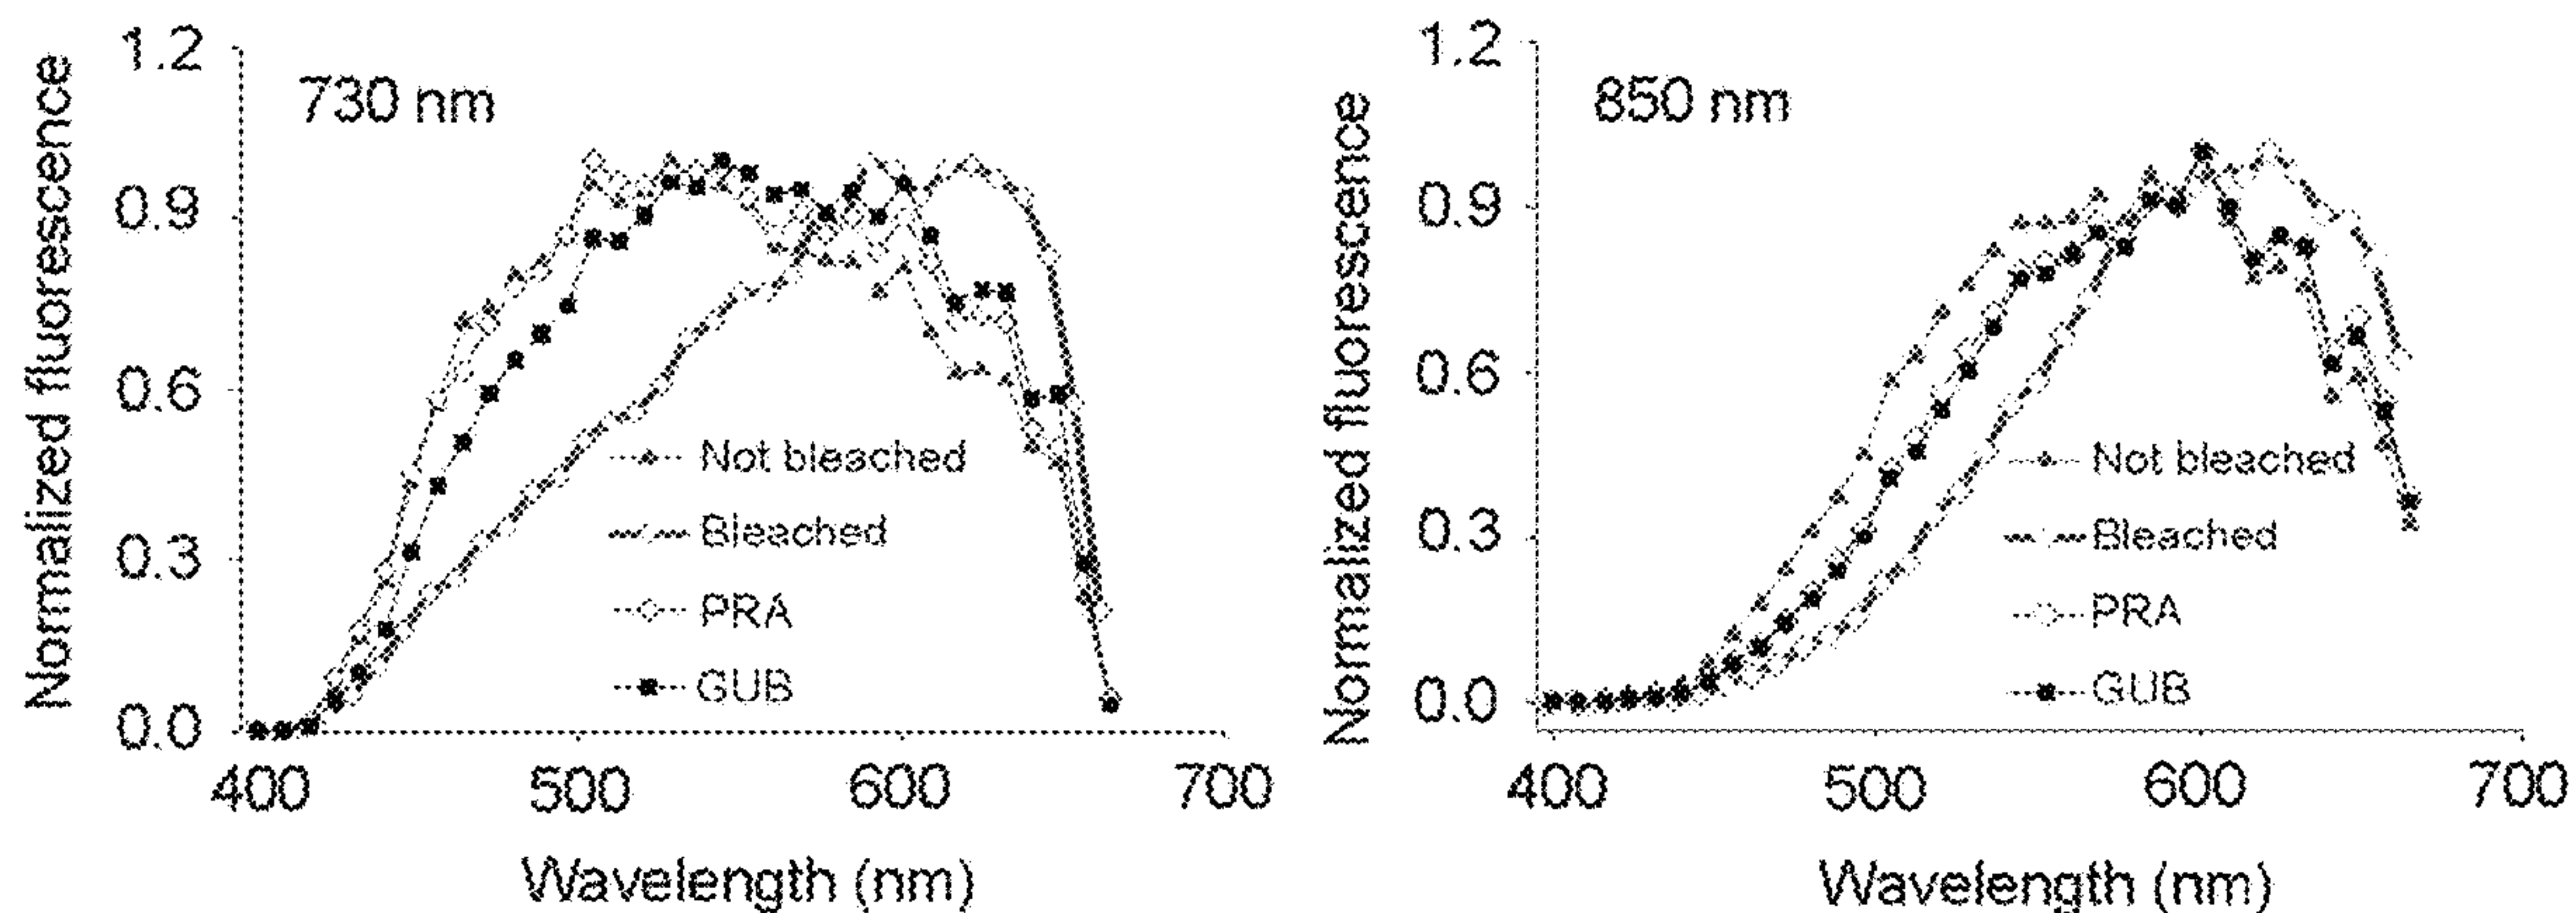 Normalized fluorescence
1.2
0.9
0.6
0.3
0.0
730 nm
Not bleached
Bleached
PRA
GUB
400 500 600 700
Wavelength (nm)
Normalized fluorescence
1.2
0.9
0.6
0.3
0.0
850 nm
Not bleached
Bleached
PRA
GUB
400 500 600 700
Wavelength (nm)